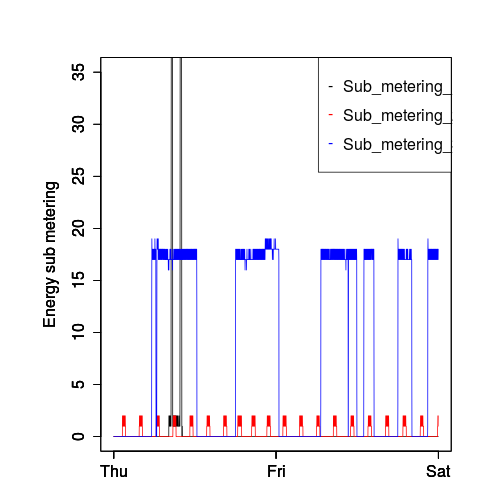 Energy sub metering
35
30
25
20
15
10
5
0
Thu
Fri
Sat
Sub_metering_
Sub_metering_
Sub_metering_